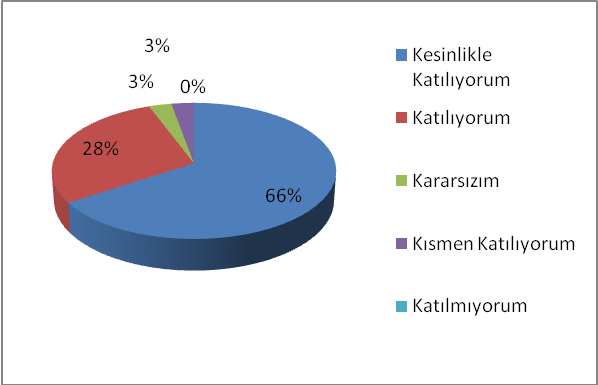 3%
3%
0%
28%
66%
Kesinlikle
Katılıyorum
Katılıyorum
Kararsızım
Kısmen Katılıyorum
Katılmıyorum